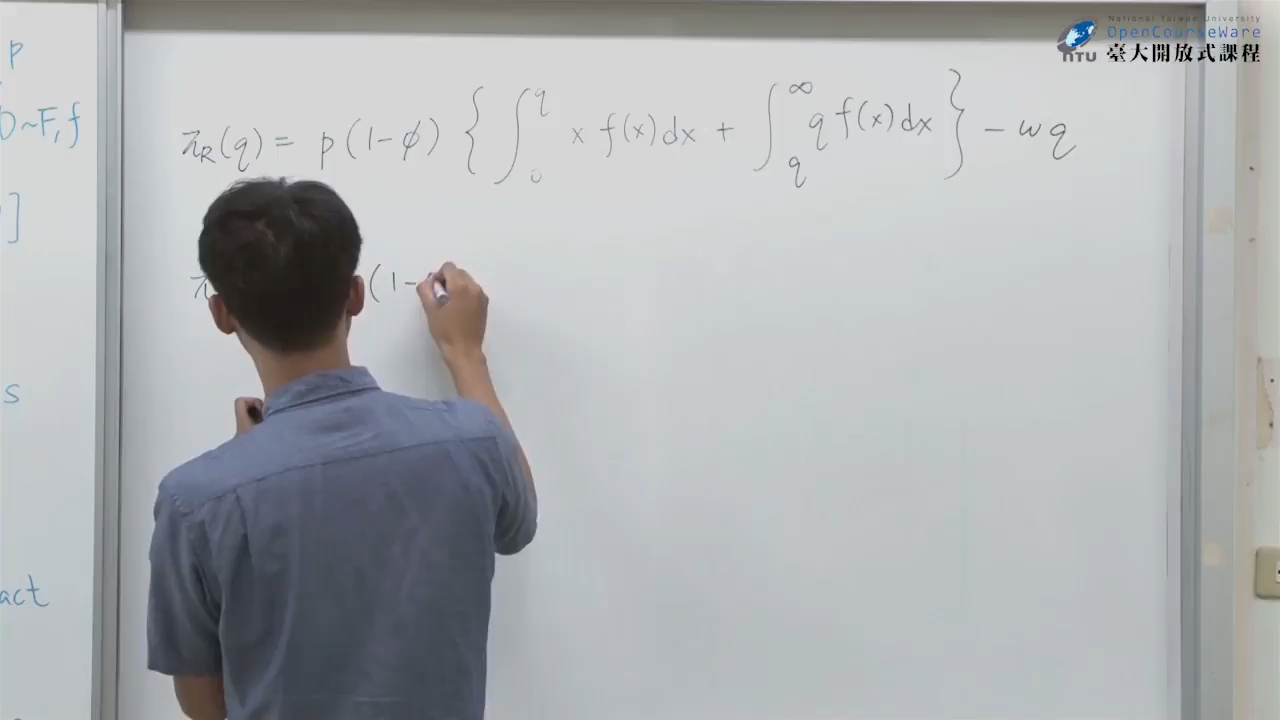 National Taiwan University
OpenCourseWare
NTU 臺大開放式課程
p
D~F, f
]
s
act
π_R(q) = p(1-φ) { ∫_0^q x f(x)dx + ∫_q^∞ q f(x)dx } - wq
π (1-